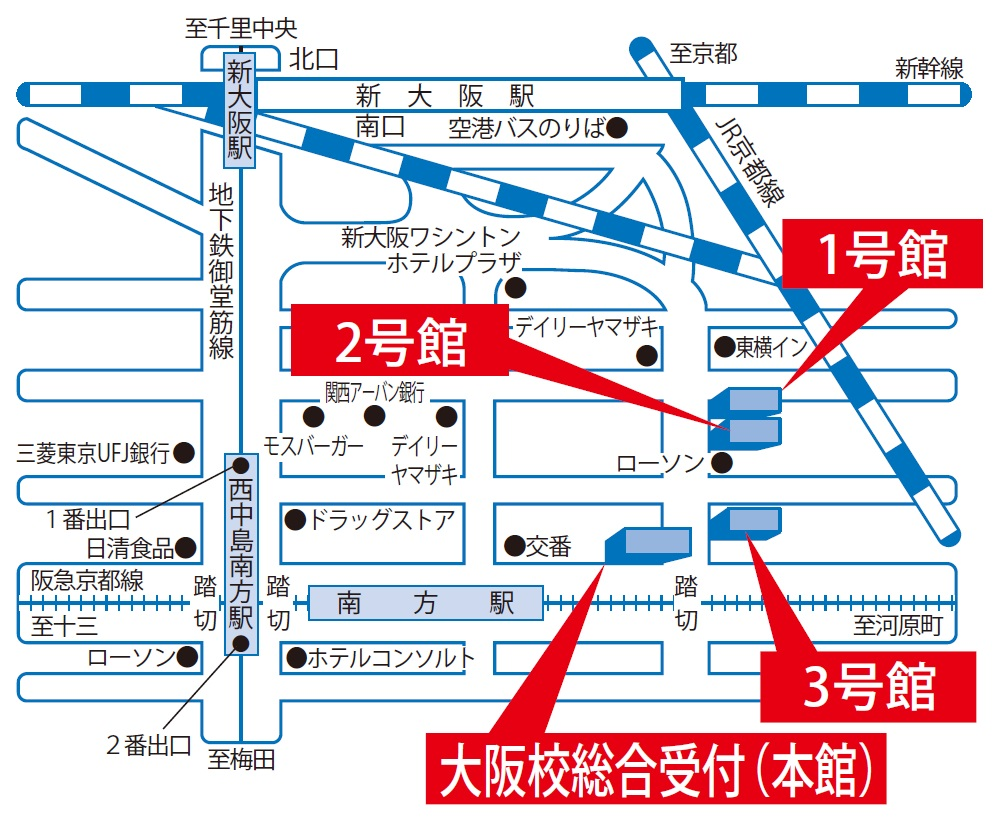 至千里中央
北口
新大阪駅
新大阪駅
南口
空港バスのりば
至京都
新幹線
JR京都線
地下鉄御堂筋線
新大阪ワシントン
ホテルプラザ
1号館
2号館
デイリーヤマザキ
東横イン
関西アーバン銀行
モスバーガー
デイリー
ヤマザキ
三菱東京UFJ銀行
ローソン
1番出口
西中島南方駅
ドラッグストア
日清食品
交番
阪急京都線
踏切
踏切
南方駅
踏切
至十三
至河原町
ローソン
ホテルコンソルト
3号館
2番出口
至梅田
大阪校総合受付（本館）